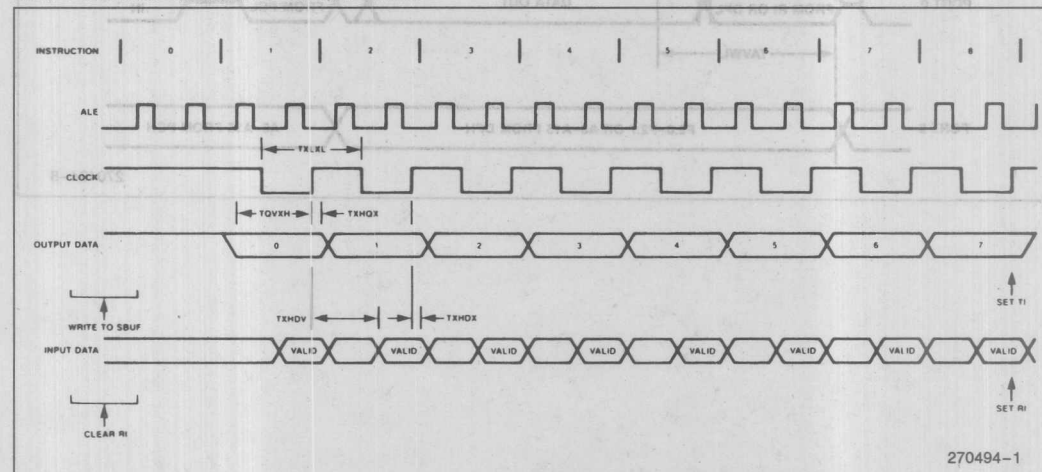 INSTRUCTION 0 1 2 3 4 5 6 7 8
ALE
TXLXL
CLOCK
TQVXH TXHQX
OUTPUT DATA 0 1 2 3 4 5 6 7
SET TI
WRITE TO SBUF
TXHDV TXHDX
INPUT DATA VALID VALID VALID VALID VALID VALID VALID VALID
SET RI
CLEAR RI
270494-1